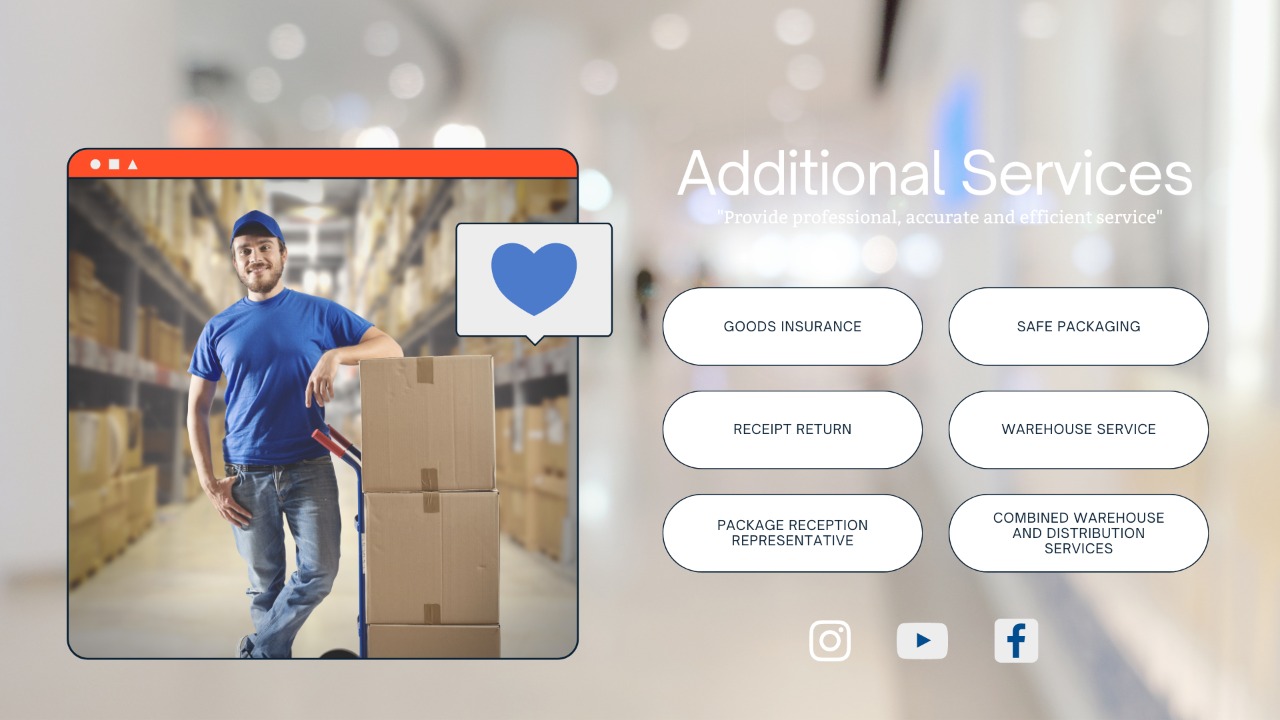 Additional Services
"Provide professional, accurate and efficient service"
GOODS INSURANCE
SAFE PACKAGING
RECEIPT RETURN
WAREHOUSE SERVICE
PACKAGE RECEPTION
REPRESENTATIVE
COMBINED WAREHOUSE
AND DISTRIBUTION
SERVICES